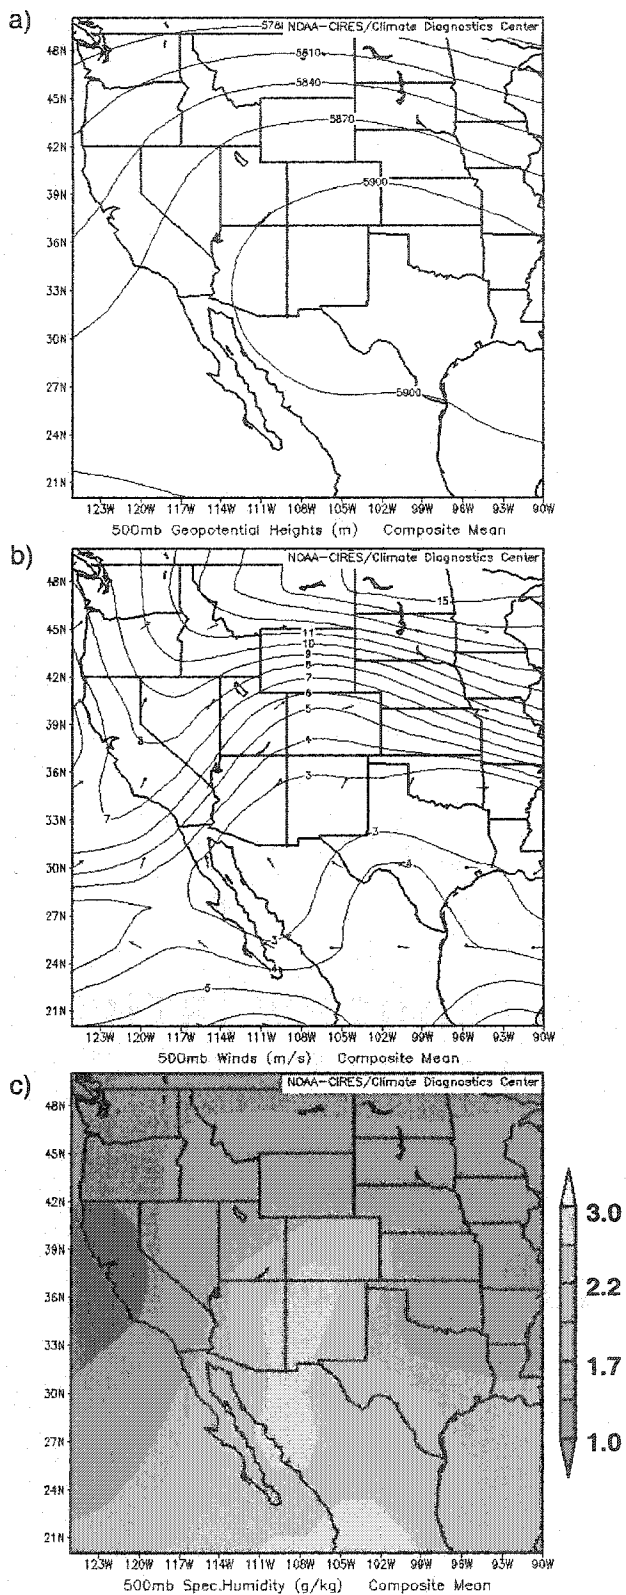 a)
NOAA-CIRES/Climate Diagnostics Center
578
5810
5840
5870
5900
5900
48N
45N
42N
39N
36N
33N
30N
27N
24N
21N
123W 120W 117W 114W 111W 108W 105W 102W 99W 96W 93W 90W
500mb Geopotential Heights (m) Composite Mean
b)
NOAA-CIRES/Climate Diagnostics Center
15
11
10
9
8
7
6
5
4
3
8
7
3
4
3
4
5
48N
45N
42N
39N
36N
33N
30N
27N
24N
21N
123W 120W 117W 114W 111W 108W 105W 102W 99W 96W 93W 90W
500mb Winds (m/s) Composite Mean
c)
NOAA-CIRES/Climate Diagnostics Center
48N
45N
42N
39N
36N
33N
30N
27N
24N
21N
3.0
2.2
1.7
1.0
123W 120W 117W 114W 111W 108W 105W 102W 99W 96W 93W 90W
500mb Spec.Humidity (g/kg) Composite Mean